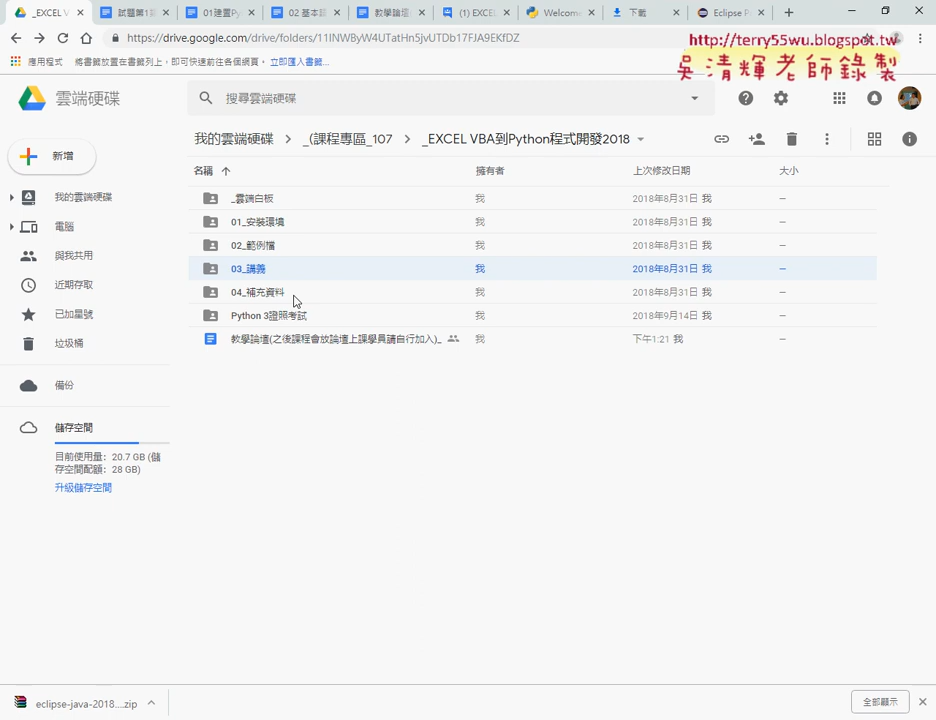 _EXCEL V
試題第1類
01建置Py
02 基本語
教學論壇(
(1) EXCEL
Welcome
下載
Eclipse P
https://drive.google.com/drive/folders/11INWByW4UTatHn5jvUTDb17FJA9EKfDZ
http://terry55wu.blogspot.tw
吳清輝老師錄製
應用程式 將書籤放置在書籤列上，即可快速前往各個網頁。 立即匯入書籤...
雲端硬碟
搜尋雲端硬碟
新增
我的雲端硬碟 _(課程專區_107 _EXCEL VBA到Python程式開發2018
名稱 擁有者 上次修改日期 大小
_雲端白板 我 2018年8月31日 我 –
01_安裝環境 我 2018年8月31日 我 –
02_範例檔 我 2018年8月31日 我 –
03_講義 我 2018年8月31日 我 –
04_補充資料 我 2018年8月31日 我 –
Python 3證照考試 我 2018年9月14日 我 –
教學論壇(之後課程會放論壇上課學員請自行加入)_ 我 下午1:21 我 –
我的雲端硬碟
電腦
與我共用
近期存取
已加星號
垃圾桶
備份
儲存空間
目前使用量： 20.7 GB (儲
存空間配額： 28 GB)
升級儲存空間
eclipse-java-2018....zip
全部顯示